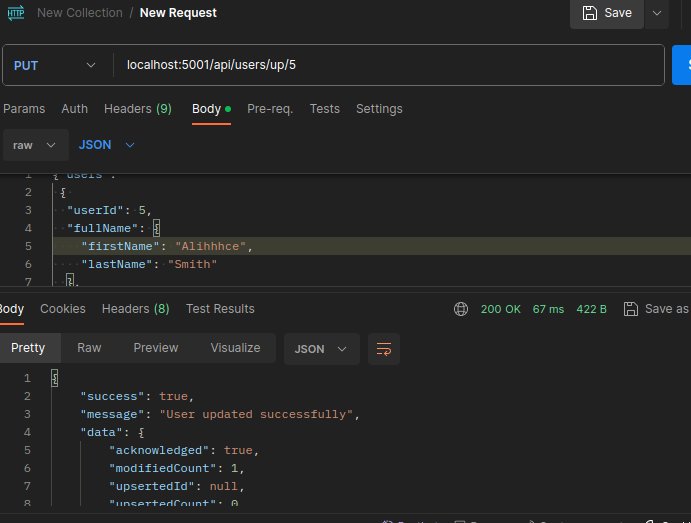 HTTP New Collection / New Request Save
PUT localhost:5001/api/users/up/5
Params Auth Headers (9) Body Pre-req. Tests Settings
raw JSON
1 {"users":
2 {
3 "userId": 5,
4 "fullName": {
5 "firstName": "Alihhhce",
6 "lastName": "Smith"
7 },
Body Cookies Headers (8) Test Results 200 OK 67 ms 422 B Save as
Pretty Raw Preview Visualize JSON
1 {
2 "success": true,
3 "message": "User updated successfully",
4 "data": {
5 "acknowledged": true,
6 "modifiedCount": 1,
7 "upsertedId": null,
8 "upsertedCount": 0,